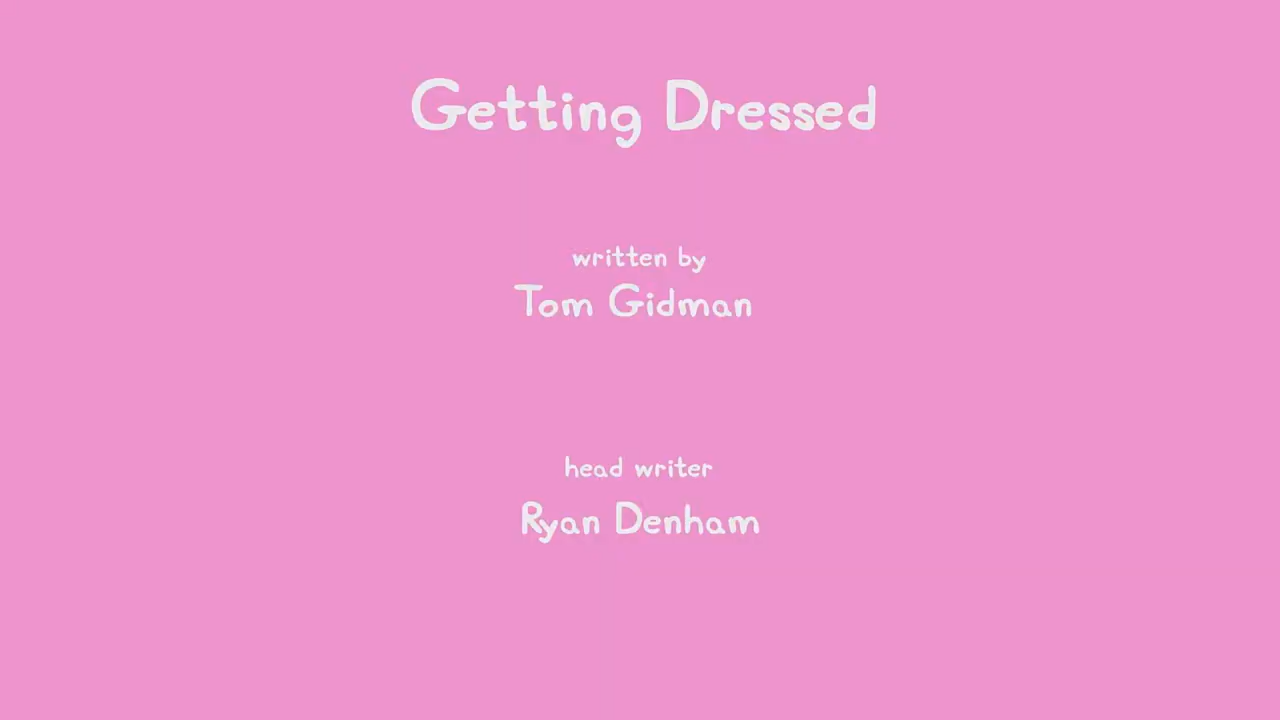 Getting Dressed
written by
Tom Gidman
head writer
Ryan Denham